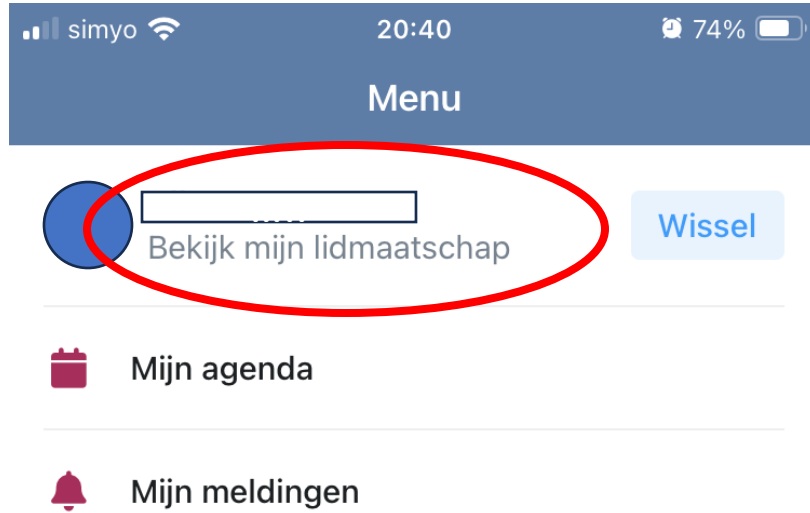 simyo 20:40 74%
Menu
Bekijk mijn lidmaatschap
Wissel
Mijn agenda
Mijn meldingen